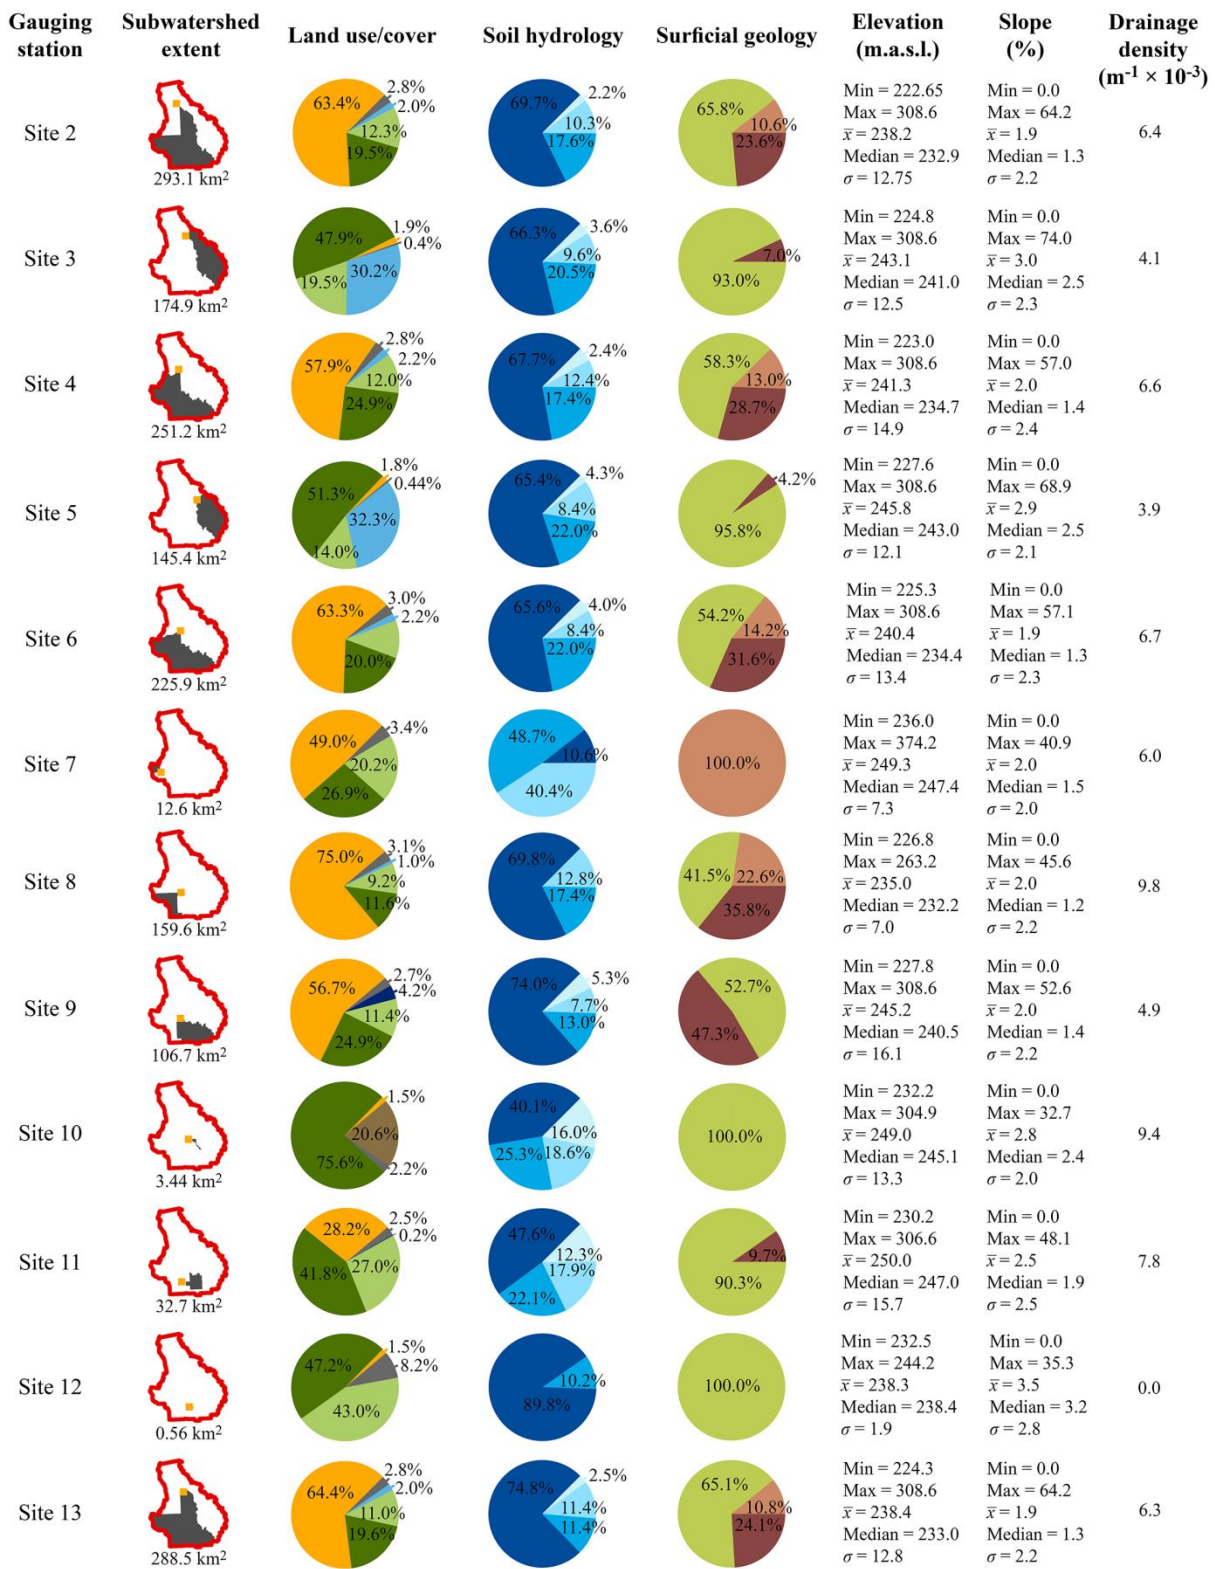 Gauging station
Subwatershed extent
Land use/cover
Soil hydrology
Surficial geology
Elevation (m.a.s.l.)
Slope (%)
Drainage density (m⁻¹ × 10⁻³)
Site 2
293.1 km²
63.4%
2.8%
2.0%
12.3%
19.5%
69.7%
2.2%
10.3%
17.6%
65.8%
10.6%
23.6%
Min = 222.65
Max = 308.6
x̅ = 238.2
Median = 232.9
σ = 12.75
Min = 0.0
Max = 64.2
x̅ = 1.9
Median = 1.3
σ = 2.2
6.4
Site 3
174.9 km²
47.9%
1.9%
0.4%
30.2%
19.5%
66.3%
3.6%
9.6%
20.5%
7.0%
93.0%
Min = 224.8
Max = 308.6
x̅ = 243.1
Median = 241.0
σ = 12.5
Min = 0.0
Max = 74.0
x̅ = 3.0
Median = 2.5
σ = 2.3
4.1
Site 4
251.2 km²
57.9%
2.8%
2.2%
12.0%
24.9%
67.7%
2.4%
12.4%
17.4%
58.3%
13.0%
28.7%
Min = 223.0
Max = 308.6
x̅ = 241.3
Median = 234.7
σ = 14.9
Min = 0.0
Max = 57.0
x̅ = 2.0
Median = 1.4
σ = 2.4
6.6
Site 5
145.4 km²
51.3%
1.8%
0.44%
32.3%
14.0%
65.4%
4.3%
8.4%
22.0%
4.2%
95.8%
Min = 227.6
Max = 308.6
x̅ = 245.8
Median = 243.0
σ = 12.1
Min = 0.0
Max = 68.9
x̅ = 2.9
Median = 2.5
σ = 2.1
3.9
Site 6
225.9 km²
63.3%
3.0%
2.2%
20.0%
65.6%
4.0%
8.4%
22.0%
54.2%
14.2%
31.6%
Min = 225.3
Max = 308.6
x̅ = 240.4
Median = 234.4
σ = 13.4
Min = 0.0
Max = 57.1
x̅ = 1.9
Median = 1.3
σ = 2.3
6.7
Site 7
12.6 km²
49.0%
3.4%
20.2%
26.9%
48.7%
10.6%
40.4%
100.0%
Min = 236.0
Max = 374.2
x̅ = 249.3
Median = 247.4
σ = 7.3
Min = 0.0
Max = 40.9
x̅ = 2.0
Median = 1.5
σ = 2.0
6.0
Site 8
159.6 km²
75.0%
3.1%
1.0%
9.2%
11.6%
69.8%
12.8%
17.4%
41.5%
22.6%
35.8%
Min = 226.8
Max = 263.2
x̅ = 235.0
Median = 232.2
σ = 7.0
Min = 0.0
Max = 45.6
x̅ = 2.0
Median = 1.2
σ = 2.2
9.8
Site 9
106.7 km²
56.7%
2.7%
4.2%
11.4%
24.9%
74.0%
5.3%
7.7%
13.0%
52.7%
47.3%
Min = 227.8
Max = 308.6
x̅ = 245.2
Median = 240.5
σ = 16.1
Min = 0.0
Max = 52.6
x̅ = 2.0
Median = 1.4
σ = 2.2
4.9
Site 10
3.44 km²
1.5%
20.6%
75.6%
2.2%
40.1%
16.0%
25.3%
18.6%
100.0%
Min = 232.2
Max = 304.9
x̅ = 249.0
Median = 245.1
σ = 13.3
Min = 0.0
Max = 32.7
x̅ = 2.8
Median = 2.4
σ = 2.0
9.4
Site 11
32.7 km²
28.2%
2.5%
0.2%
27.0%
41.8%
47.6%
12.3%
17.9%
22.1%
9.7%
90.3%
Min = 230.2
Max = 306.6
x̅ = 250.0
Median = 247.0
σ = 15.7
Min = 0.0
Max = 48.1
x̅ = 2.5
Median = 1.9
σ = 2.5
7.8
Site 12
0.56 km²
47.2%
1.5%
8.2%
43.0%
10.2%
89.8%
100.0%
Min = 232.5
Max = 244.2
x̅ = 238.3
Median = 238.4
σ = 1.9
Min = 0.0
Max = 35.3
x̅ = 3.5
Median = 3.2
σ = 2.8
0.0
Site 13
288.5 km²
64.4%
2.8%
2.0%
11.0%
19.6%
74.8%
2.5%
11.4%
11.4%
65.1%
10.8%
24.1%
Min = 224.3
Max = 308.6
x̅ = 238.4
Median = 233.0
σ = 12.8
Min = 0.0
Max = 64.2
x̅ = 1.9
Median = 1.3
σ = 2.2
6.3